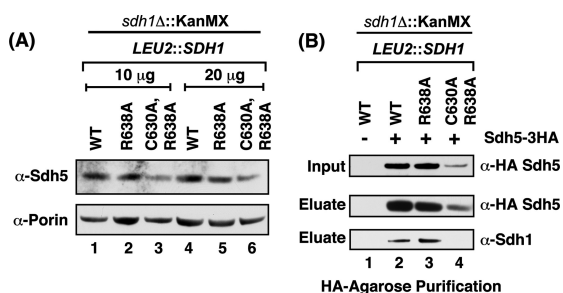 (A)
sdh1Δ::KanMX
LEU2::SDH1
10 μg 20 μg
WT R638A C630A, R638A WT R638A C630A, R638A
α-Sdh5
α-Porin
1 2 3 4 5 6
(B)
sdh1Δ::KanMX
LEU2::SDH1
WT WT R638A C630A R638A
- + + + Sdh5-3HA
Input α-HA Sdh5
Eluate α-HA Sdh5
Eluate α-Sdh1
1 2 3 4
HA-Agarose Purification